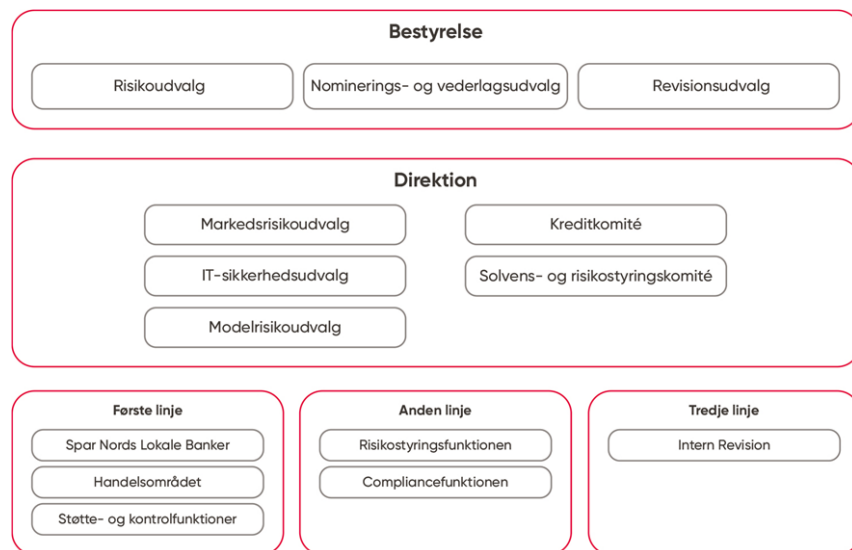 Bestyrelse
Risikoudvalg
Nominerings- og vederlagsudvalg
Revisionsudvalg
Direktion
Markedsrisikoudvalg
Kreditkomité
IT-sikkerhedsudvalg
Solvens- og risikostyringskomité
Modelrisikoudvalg
Første linje
Spar Nords Lokale Banker
Handelsområdet
Støtte- og kontrolfunktioner
Anden linje
Risikostyringsfunktionen
Compliancefunktionen
Tredje linje
Intern Revision